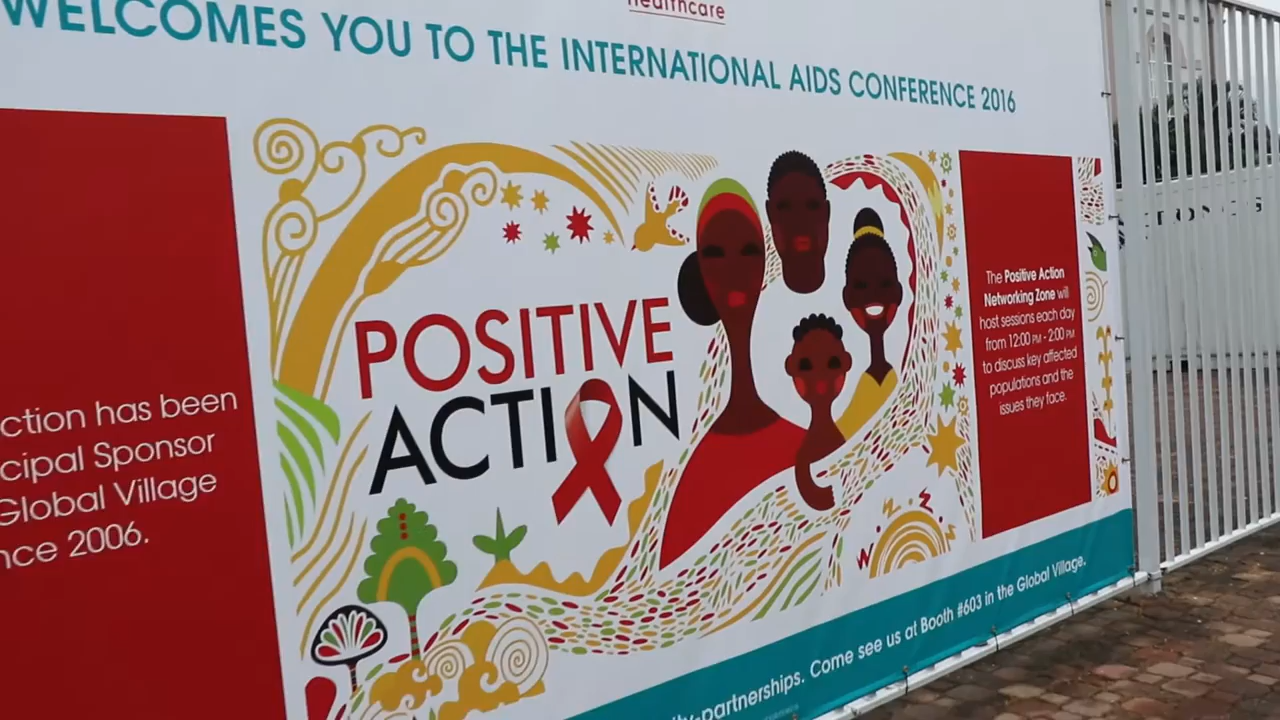 healthcare
WELCOMES YOU TO THE INTERNATIONAL AIDS CONFERENCE 2016
POSITIVE
ACTION
The Positive Action
Networking Zone will
host sessions each day
from 12:00 PM - 2:00 PM
to discuss key affected
populations and the
issues they face.
ction has been
cipal Sponsor
Global Village
nce 2006.
ity-partnerships. Come see us at Booth #603 in the Global Village.